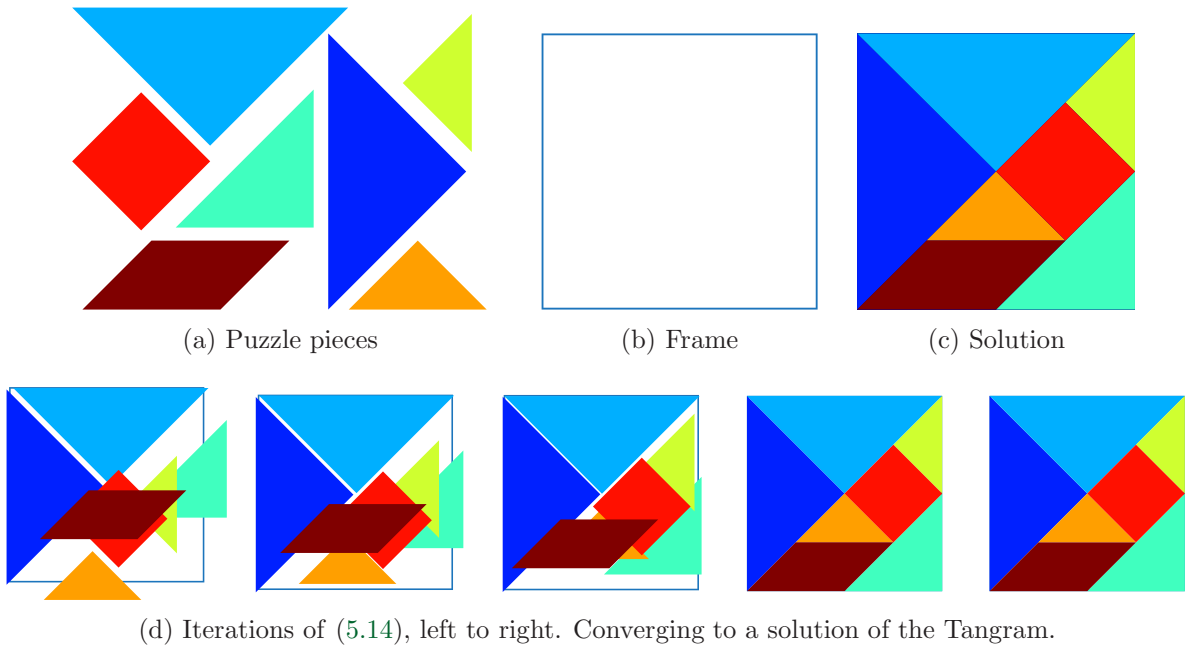 (a) Puzzle pieces
(b) Frame
(c) Solution
(d) Iterations of (5.14), left to right. Converging to a solution of the Tangram.